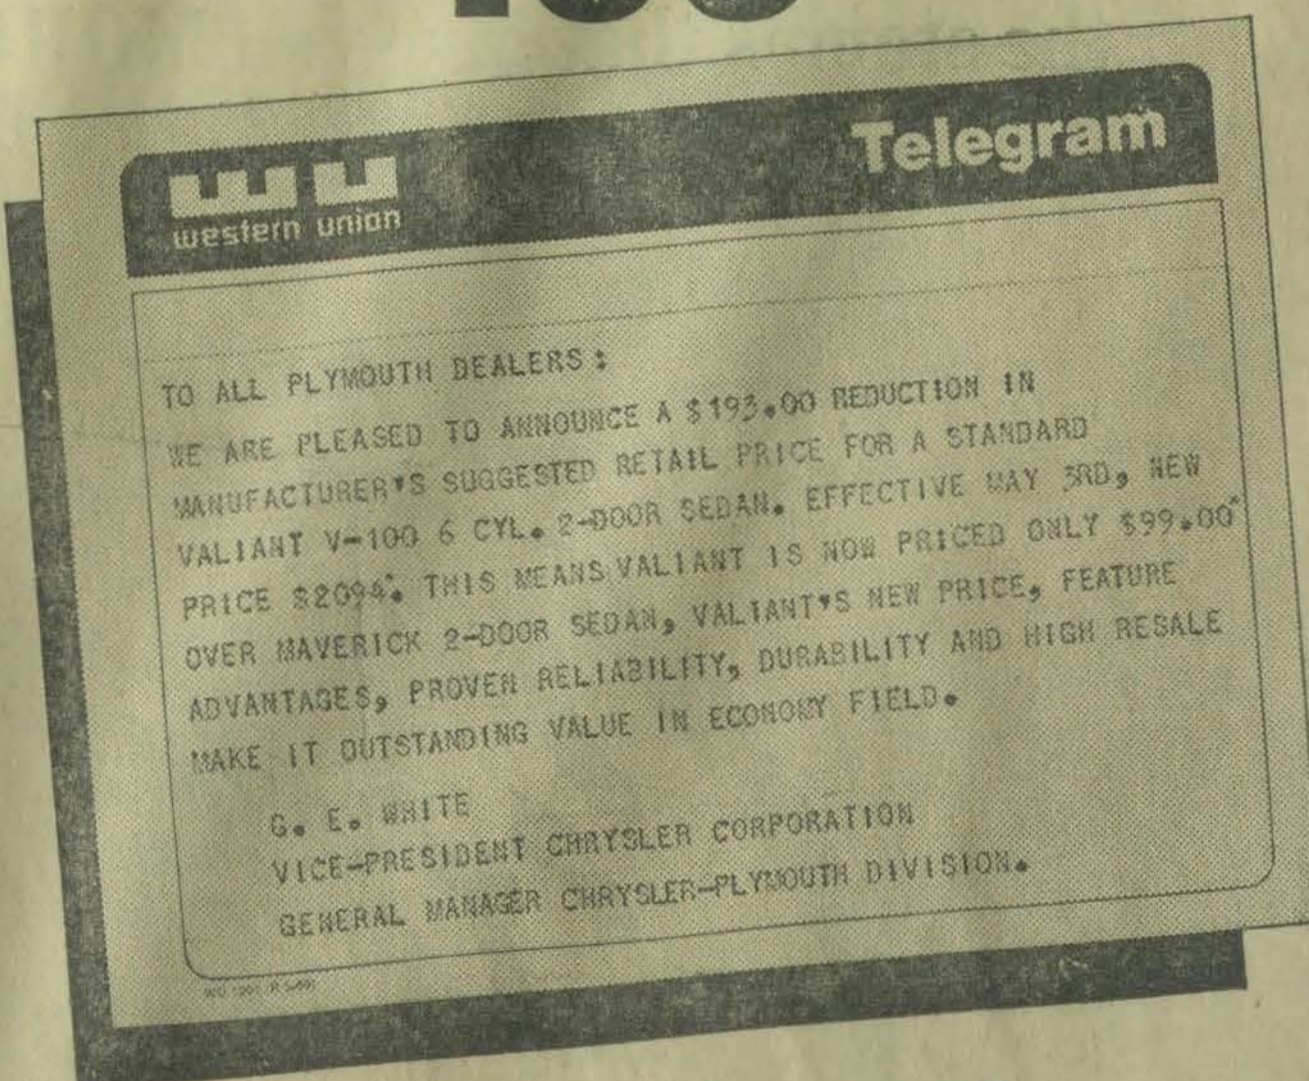 100
wu
western union
Telegram
TO ALL PLYMOUTH DEALERS:
WE ARE PLEASED TO ANNOUNCE A $193.00 REDUCTION IN
MANUFACTURER'S SUGGESTED RETAIL PRICE FOR A STANDARD
VALIANT V-100 6 CYL. 2-DOOR SEDAN. EFFECTIVE MAY 3RD, NEW
PRICE $2094*. THIS MEANS VALIANT IS NOW PRICED ONLY $99.00*
OVER MAVERICK 2-DOOR SEDAN, VALIANT'S NEW PRICE, FEATURE
ADVANTAGES, PROVEN RELIABILITY, DURABILITY AND HIGH RESALE
MAKE IT OUTSTANDING VALUE IN ECONOMY FIELD.
G. E. WHITE
VICE-PRESIDENT CHRYSLER CORPORATION
GENERAL MANAGER CHRYSLER-PLYMOUTH DIVISION.